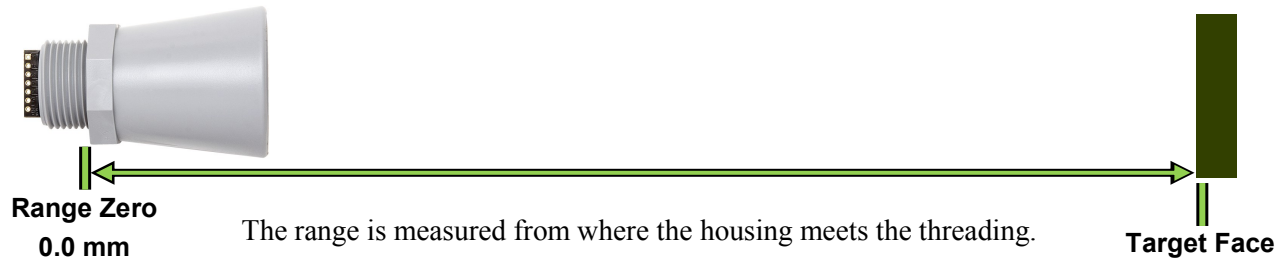 Range Zero
0.0 mm
The range is measured from where the housing meets the threading.
Target Face